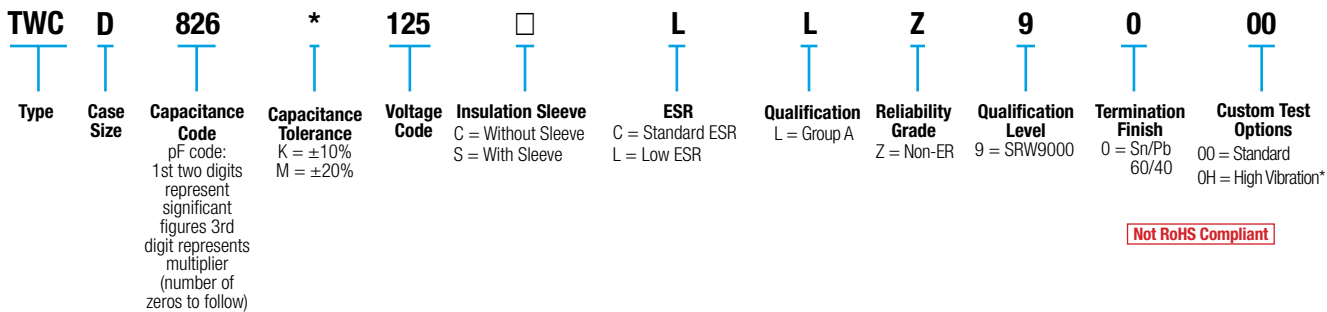 TWC D 826 * 125 □ L L Z 9 0 00
Type
Case
Size
Capacitance
Code
pF code:
1st two digits
represent
significant
figures 3rd
digit represents
multiplier
(number of
zeros to follow)
Capacitance
Tolerance
K = ±10%
M = ±20%
Voltage
Code
Insulation Sleeve
C = Without Sleeve
S = With Sleeve
ESR
C = Standard ESR
L = Low ESR
Qualification
L = Group A
Reliability
Grade
Z = Non-ER
Qualification
Level
9 = SRW9000
Termination
Finish
0 = Sn/Pb
60/40
Custom Test
Options
00 = Standard
0H = High Vibration*
Not RoHS Compliant